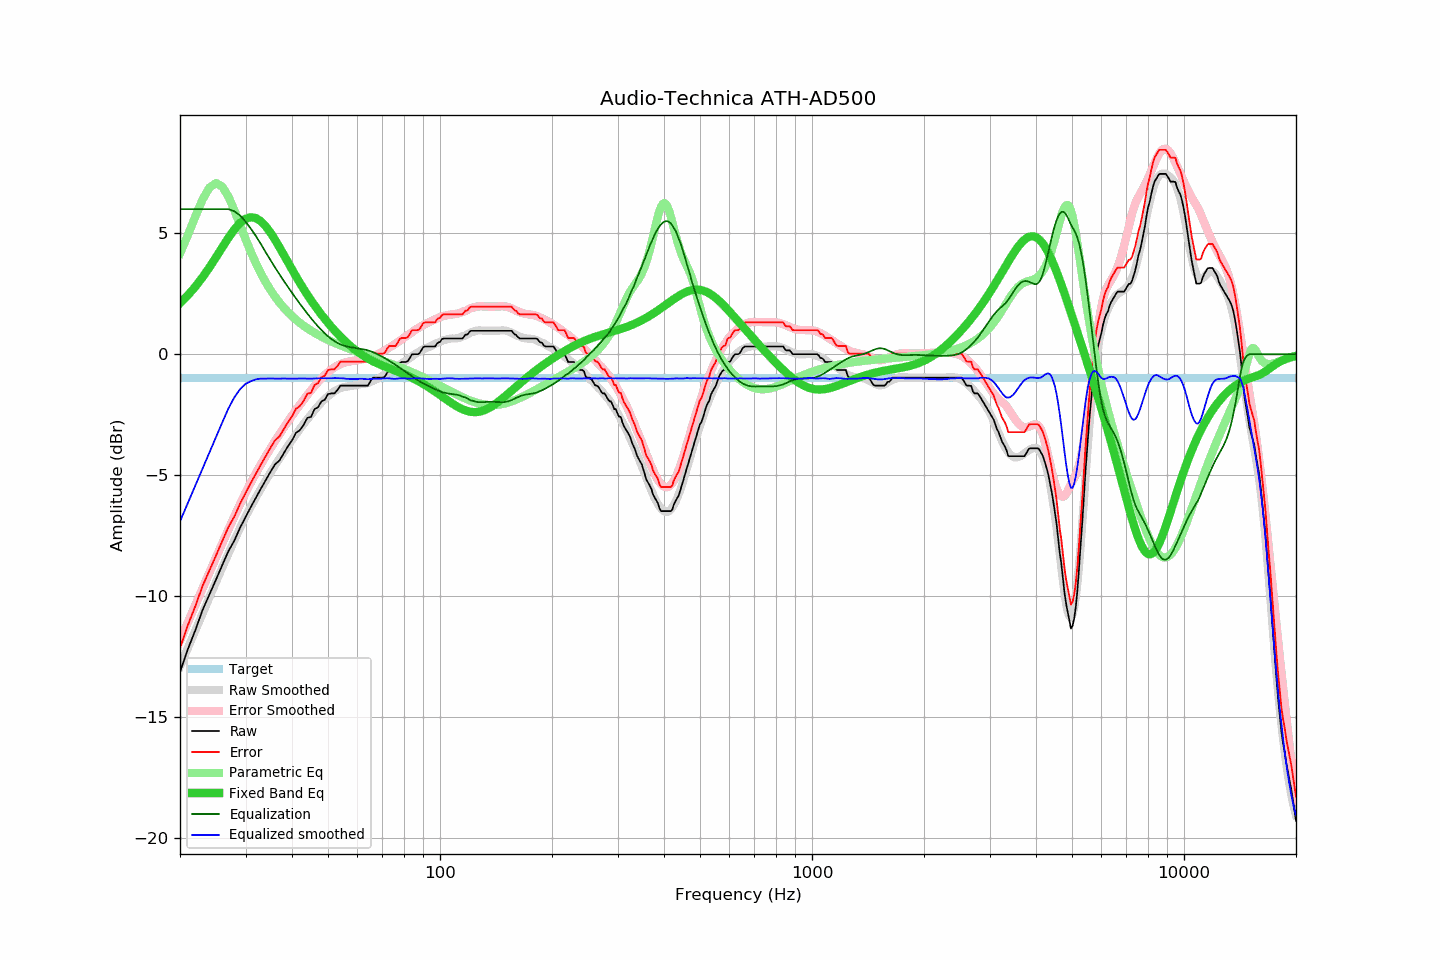 Audio-Technica ATH-AD500
Amplitude (dBr)
5
0
−5
−10
−15
−20
Target
Raw Smoothed
Error Smoothed
Raw
Error
Parametric Eq
Fixed Band Eq
Equalization
Equalized smoothed
100 1000 10000
Frequency (Hz)